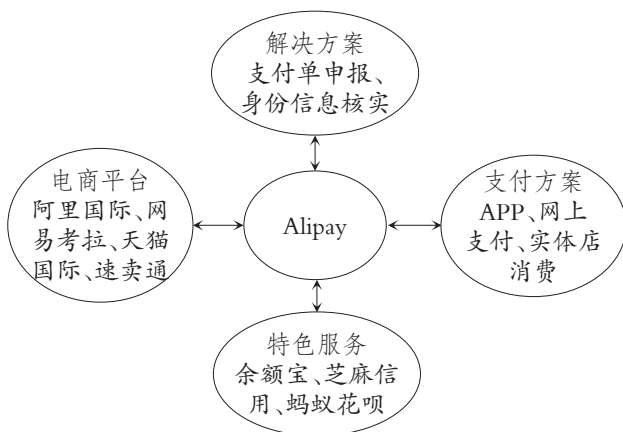 解决方案
支付单申报、
身份信息核实
电商平台
阿里国际、网
易考拉、天猫
国际、速卖通
Alipay
支付方案
APP、网上
支付、实体店
消费
特色服务
余额宝、芝麻信
用、蚂蚁花呗